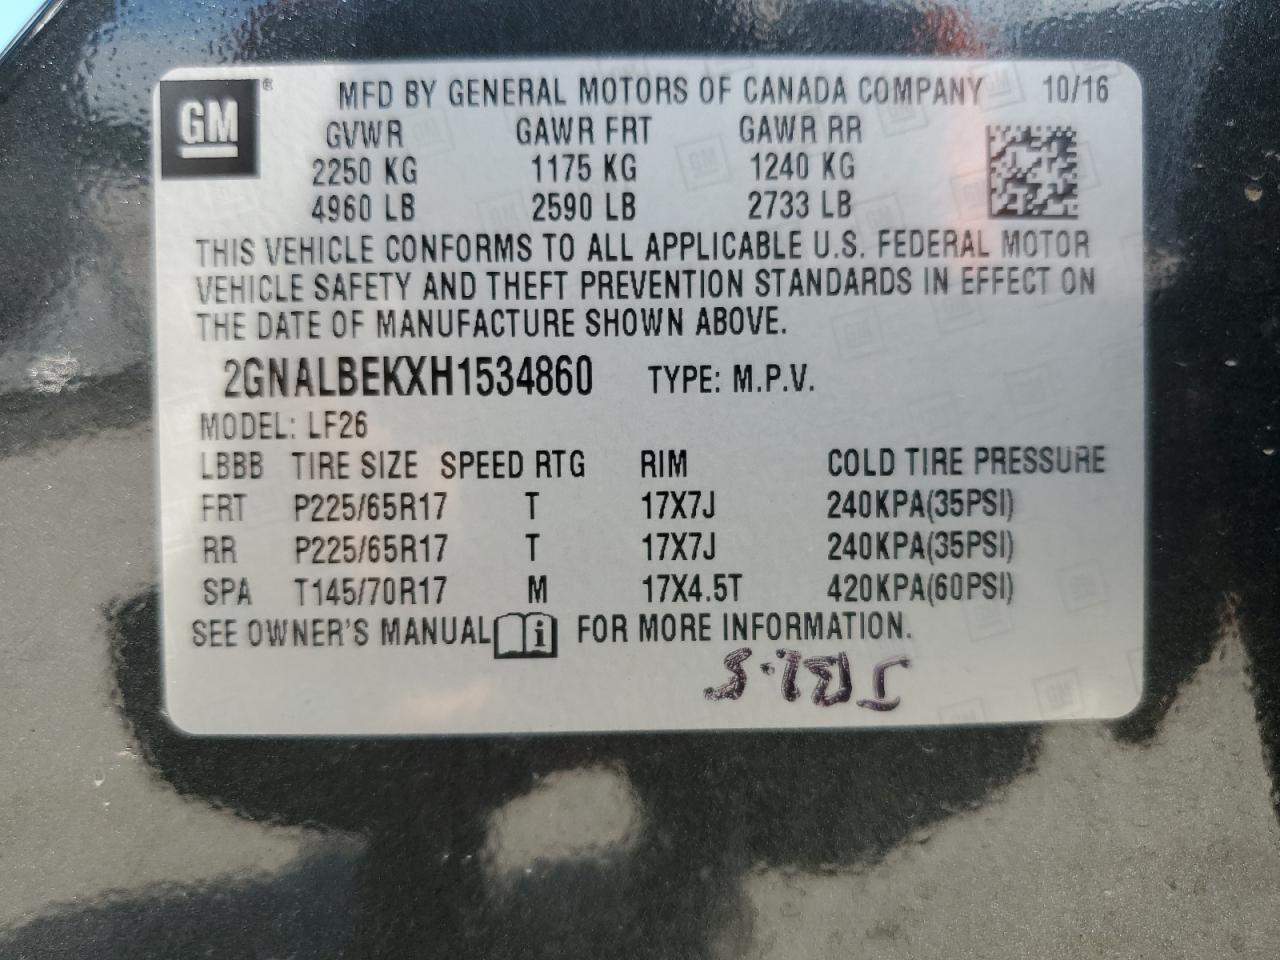 GM ® MFD BY GENERAL MOTORS OF CANADA COMPANY 10/16
GVWR GAWR FRT GAWR RR
2250 KG 1175 KG 1240 KG
4960 LB 2590 LB 2733 LB
THIS VEHICLE CONFORMS TO ALL APPLICABLE U.S. FEDERAL MOTOR
VEHICLE SAFETY AND THEFT PREVENTION STANDARDS IN EFFECT ON
THE DATE OF MANUFACTURE SHOWN ABOVE.
2GNALBEKXH1534860 TYPE: M.P.V.
MODEL: LF26
LBBB TIRE SIZE SPEED RTG RIM COLD TIRE PRESSURE
FRT P225/65R17 T 17X7J 240KPA(35PSI)
RR P225/65R17 T 17X7J 240KPA(35PSI)
SPA T145/70R17 M 17X4.5T 420KPA(60PSI)
SEE OWNER'S MANUAL i FOR MORE INFORMATION.